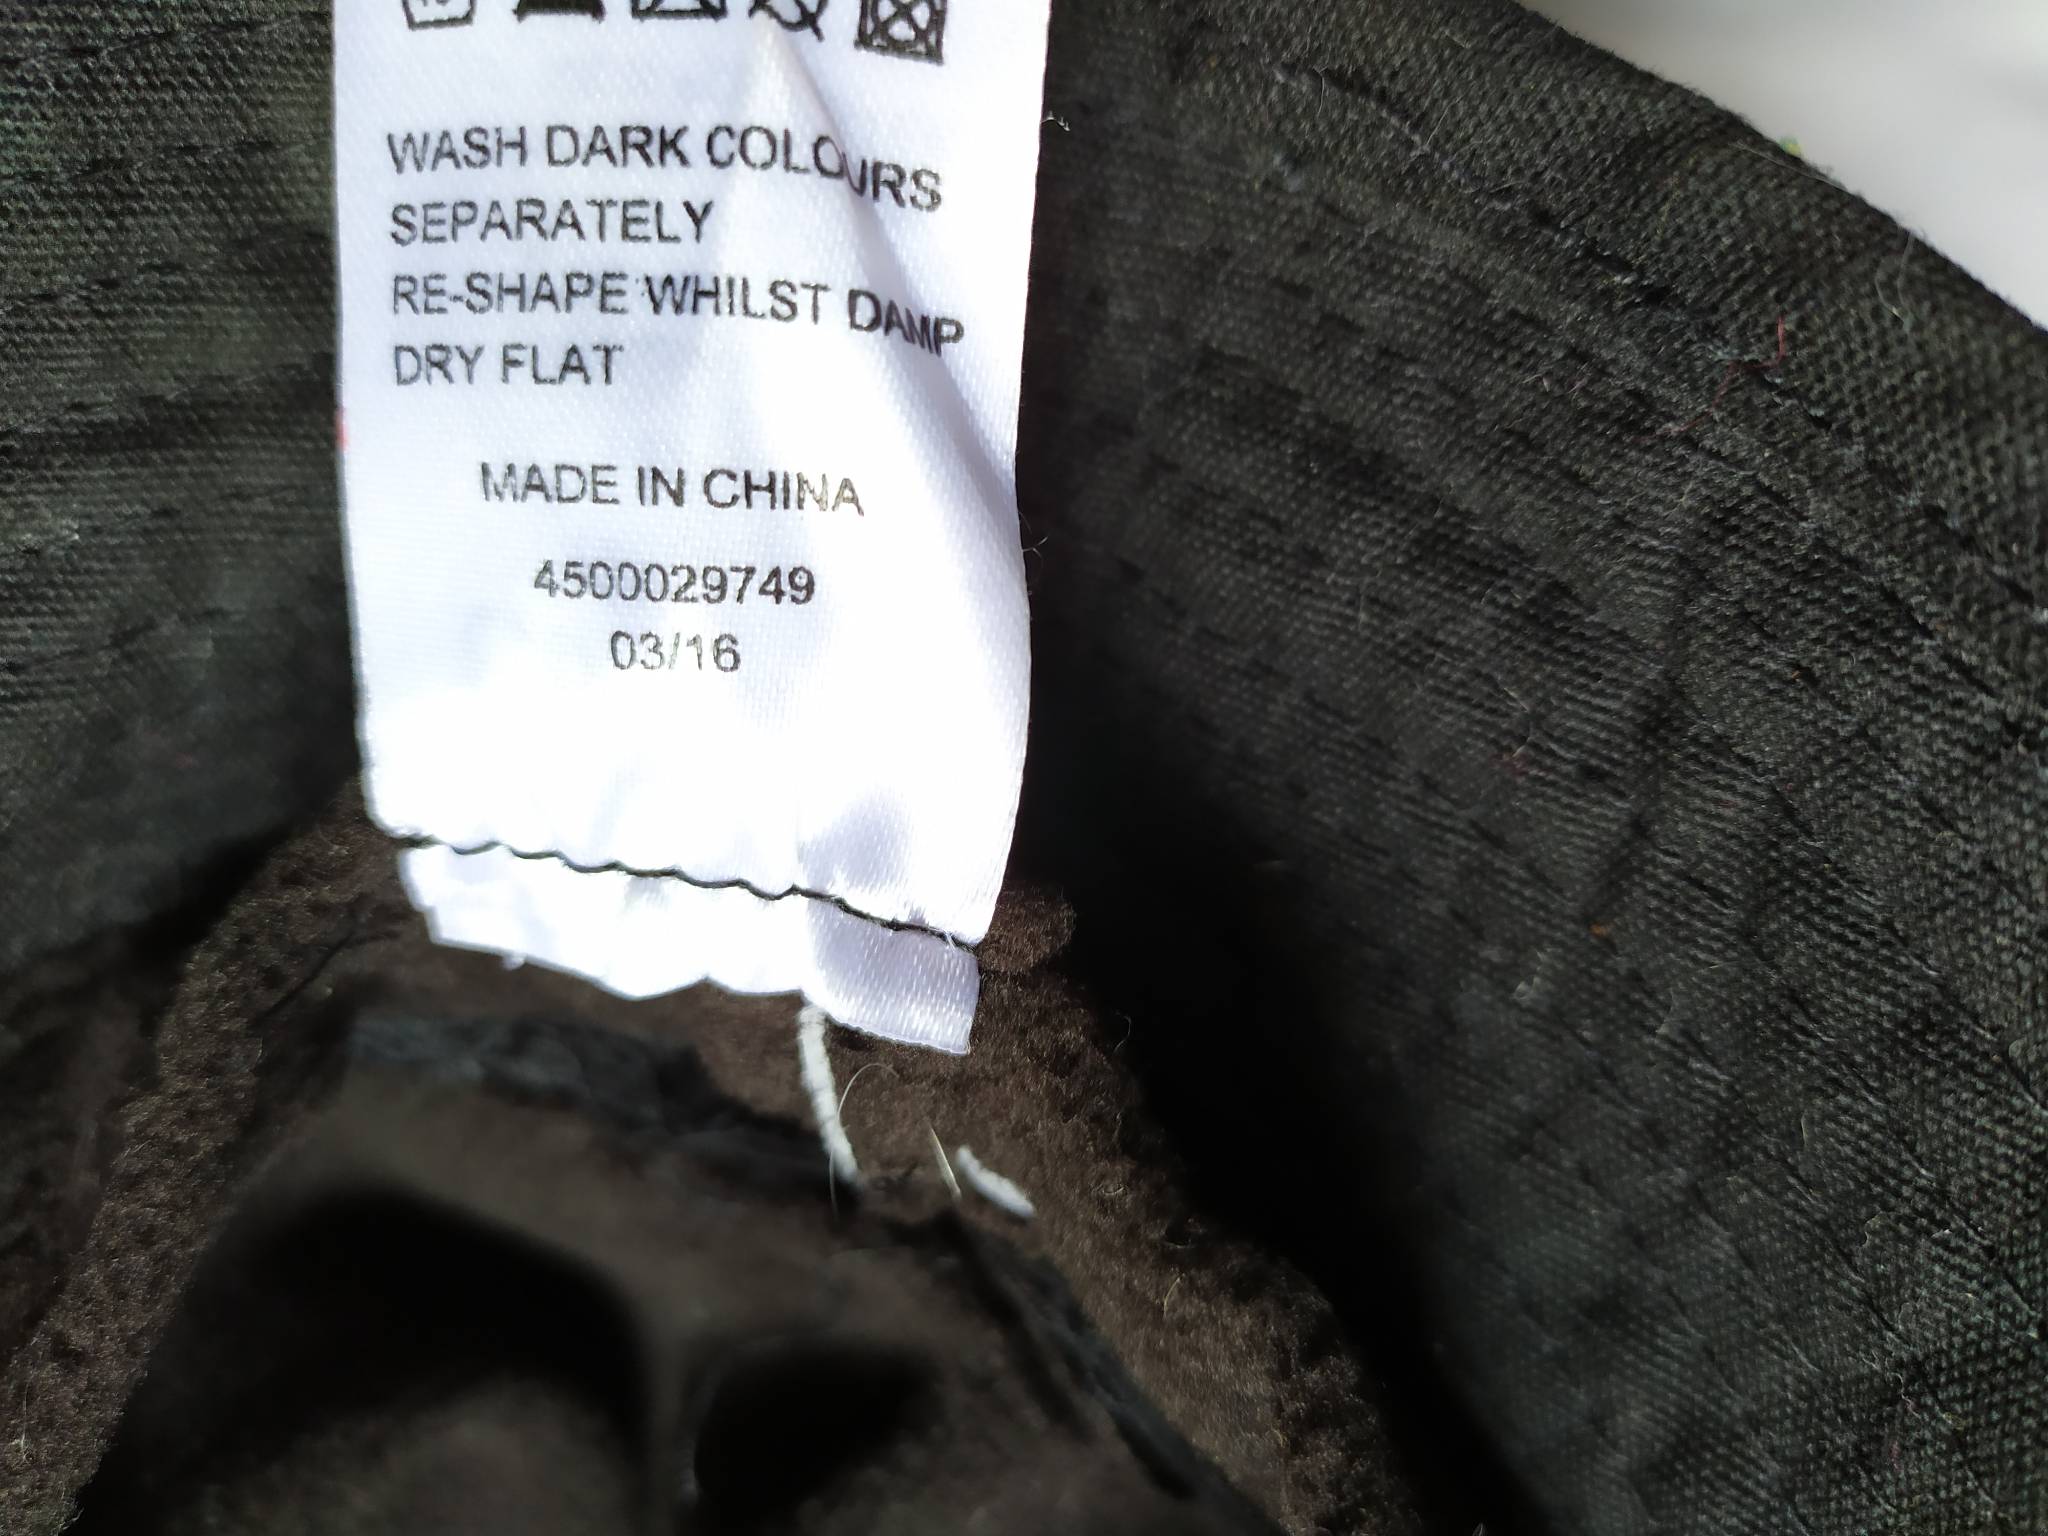 WASH DARK COLOURS
SEPARATELY
RE-SHAPE WHILST DAMP
DRY FLAT
MADE IN CHINA
4500029749
03/16